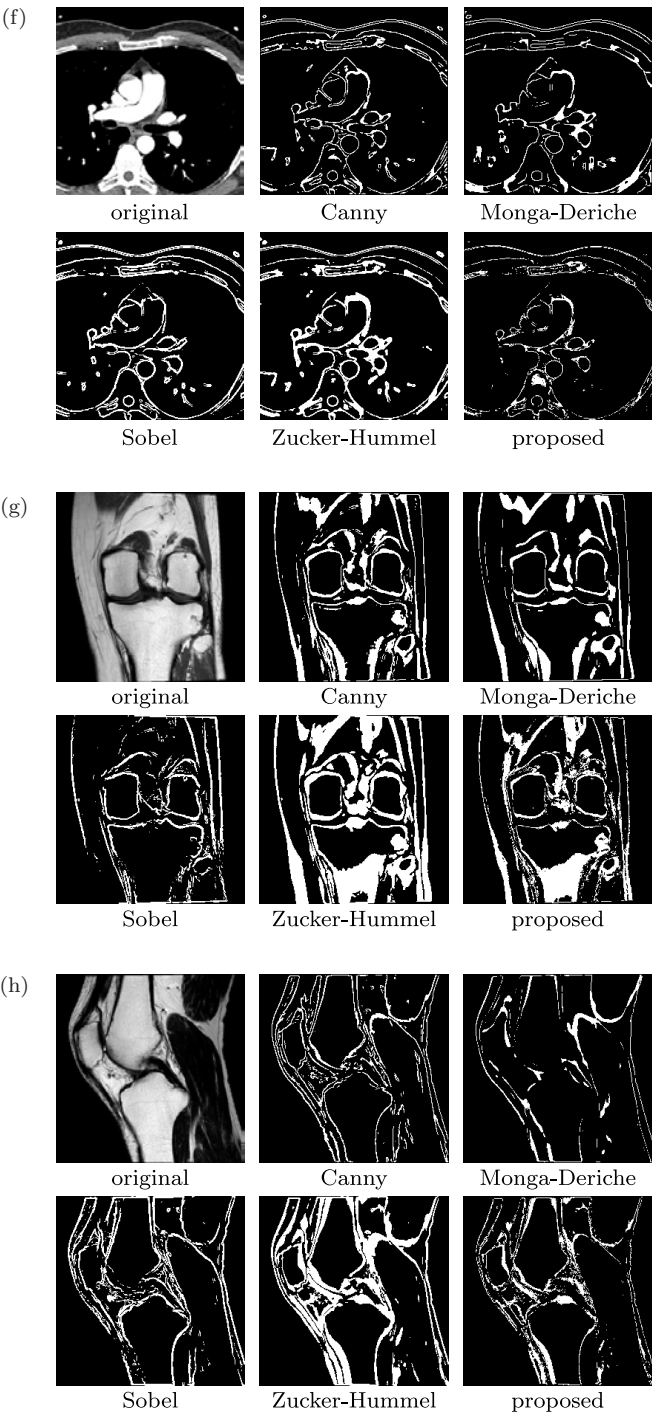 (f)
original Canny Monga-Deriche
Sobel Zucker-Hummel proposed
(g)
original Canny Monga-Deriche
Sobel Zucker-Hummel proposed
(h)
original Canny Monga-Deriche
Sobel Zucker-Hummel proposed